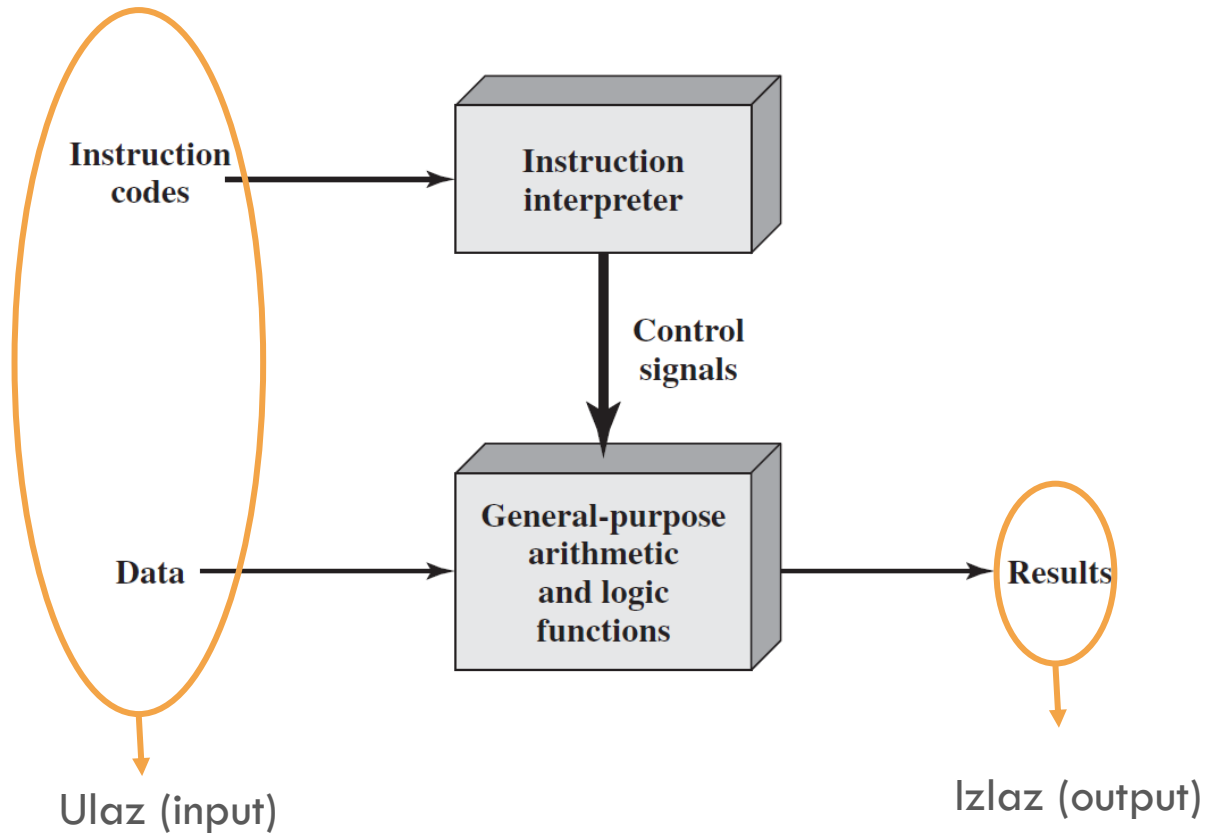 Instruction
codes
Instruction
interpreter
Control
signals
Data
General-purpose
arithmetic
and logic
functions
Results
Ulaz (input)
Izlaz (output)